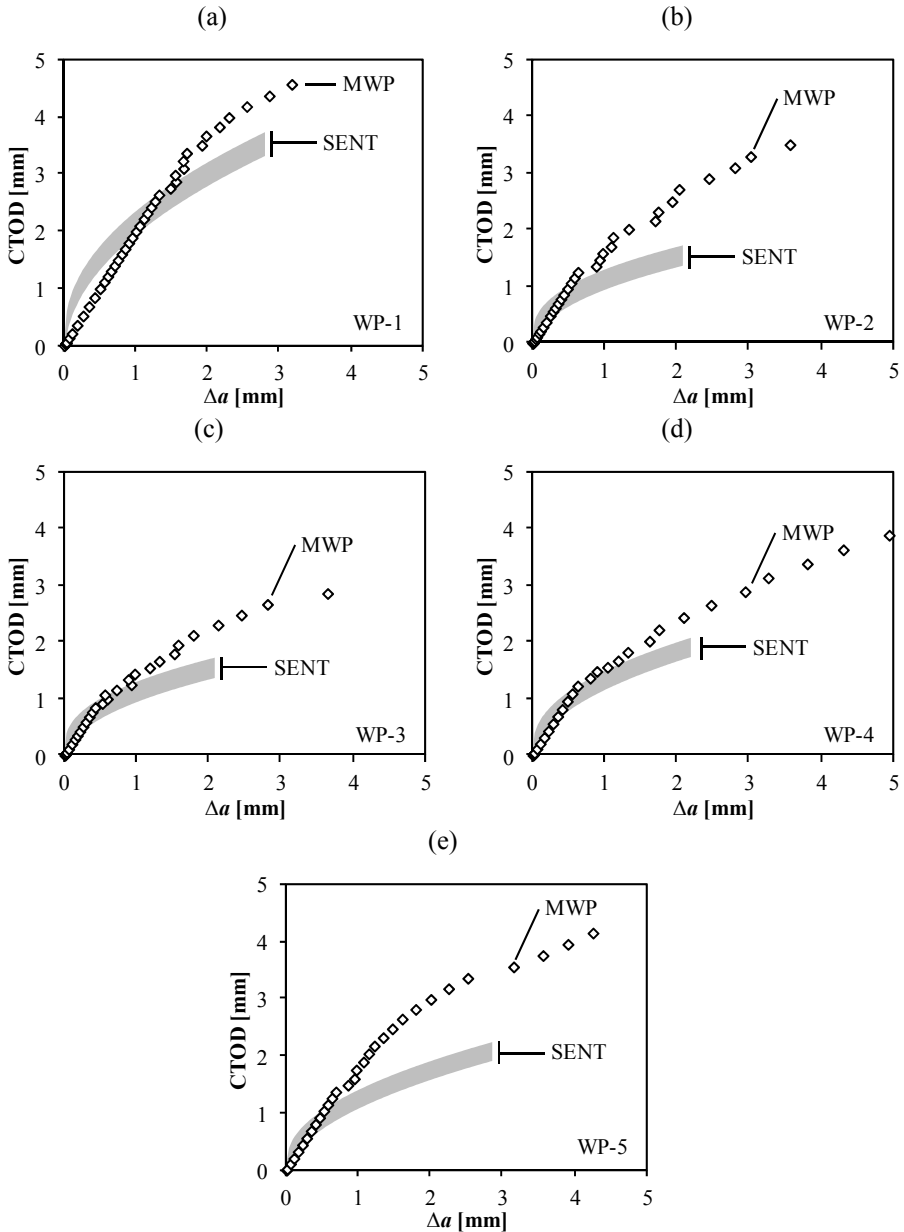 (a)
CTOD [mm]
5
4
3
2
1
0
MWP
SENT
WP-1
0 1 2 3 4 5
Δa [mm]
(b)
CTOD [mm]
5
4
3
2
1
0
MWP
SENT
WP-2
0 1 2 3 4 5
Δa [mm]
(c)
CTOD [mm]
5
4
3
2
1
0
MWP
SENT
WP-3
0 1 2 3 4 5
Δa [mm]
(d)
CTOD [mm]
5
4
3
2
1
0
MWP
SENT
WP-4
0 1 2 3 4 5
Δa [mm]
(e)
CTOD [mm]
5
4
3
2
1
0
MWP
SENT
WP-5
0 1 2 3 4 5
Δa [mm]